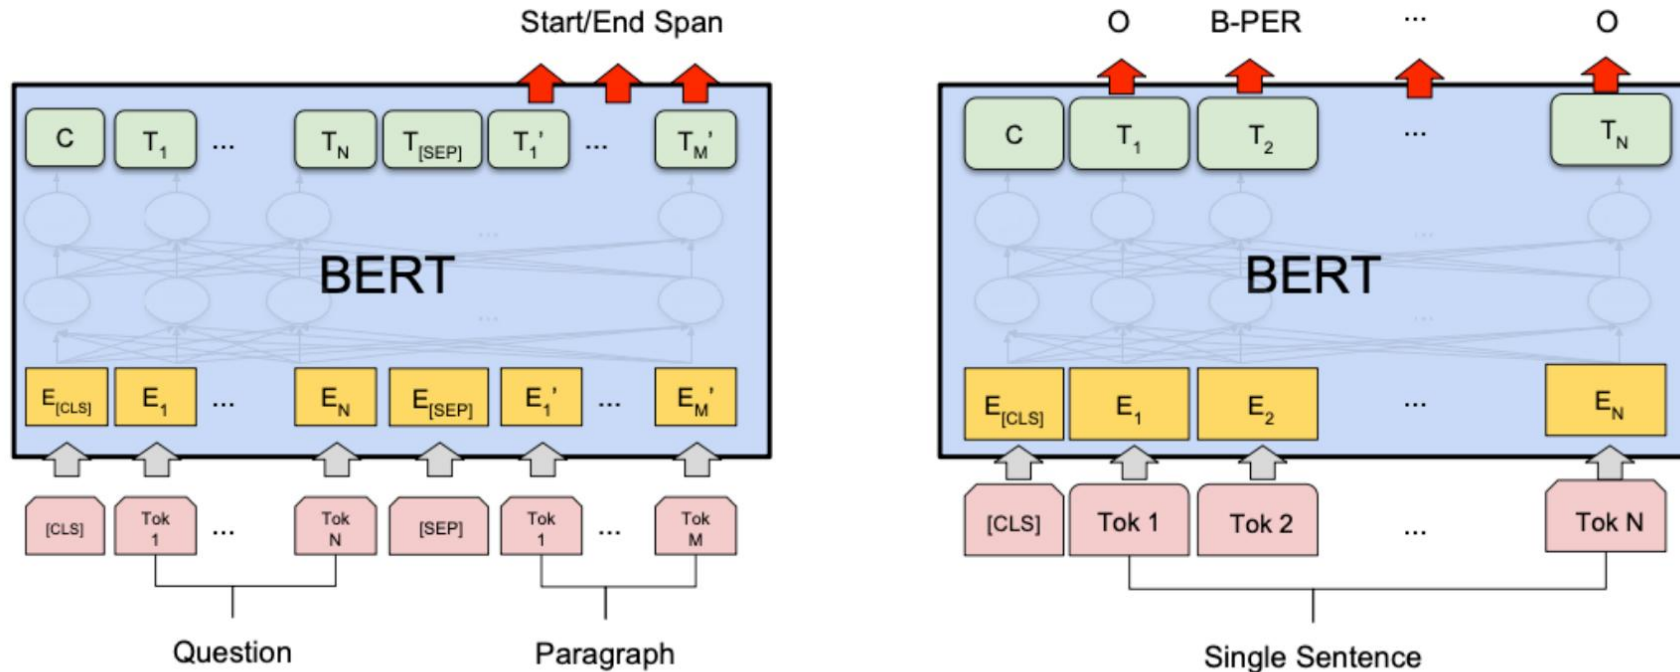 Start/End Span
C T1 ... TN T[SEP] T1' ... TM'
...
BERT
...
E[CLS] E1 ... EN E[SEP] E1' ... EM'
[CLS] Tok 1 ... Tok N [SEP] Tok 1 ... Tok M
Question Paragraph
O B-PER ... O
C T1 T2 ... TN
...
BERT
...
E[CLS] E1 E2 ... EN
[CLS] Tok 1 Tok 2 ... Tok N
Single Sentence